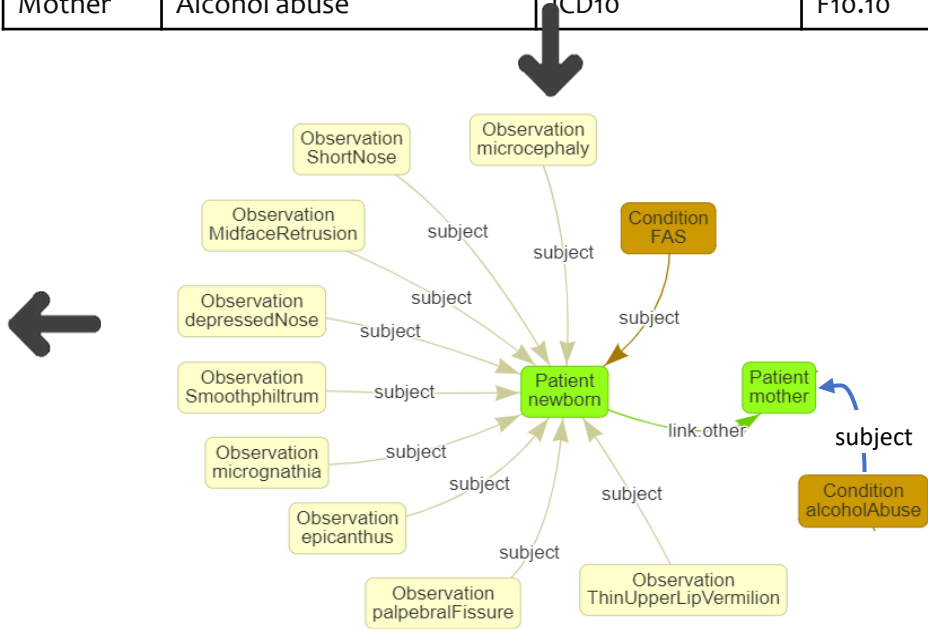 Mother Alcohol abuse ICD10 F10.10
Observation
ShortNose
Observation
microcephaly
Observation
MidfaceRetrusion
subject
Condition
FAS
subject
Observation
depressedNose
subject
subject
subject
Observation
Smoothphiltrum
subject
Patient
newborn
Patient
mother
Observation
micrognathia
subject
link.other
subject
Observation
epicanthus
subject
subject
Condition
alcoholAbuse
subject
Observation
palpebralFissure
Observation
ThinUpperLipVermilion